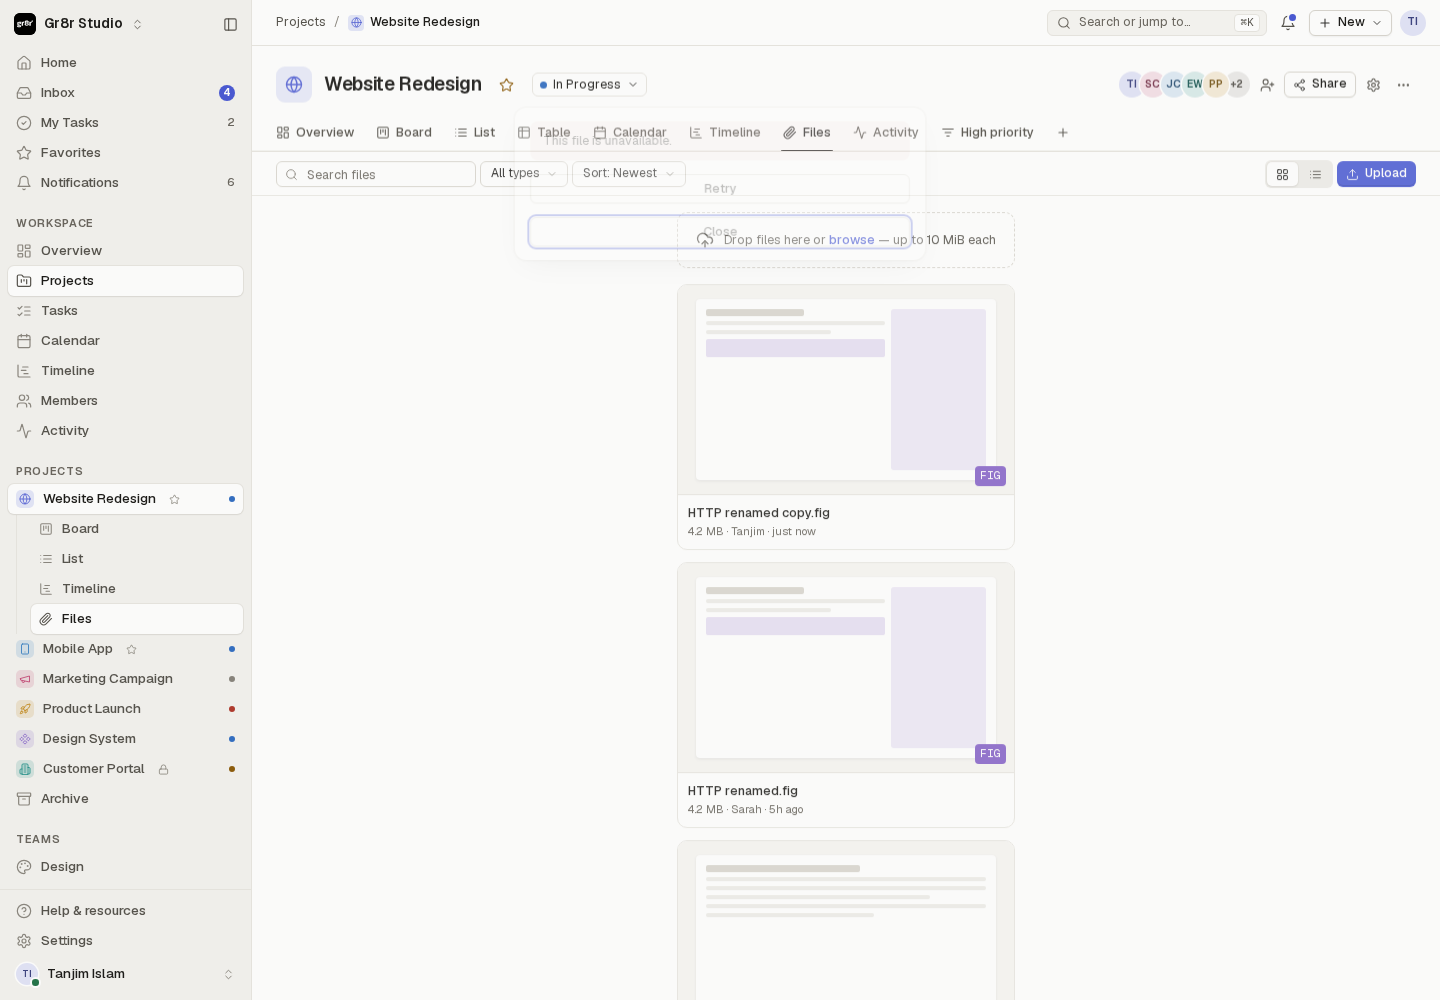 gr8r Gr8r Studio
Home
Inbox 4
My Tasks 2
Favorites
Notifications 6
WORKSPACE
Overview
Projects
Tasks
Calendar
Timeline
Members
Activity
PROJECTS
Website Redesign
Board
List
Timeline
Files
Mobile App
Marketing Campaign
Product Launch
Design System
Customer Portal
Archive
TEAMS
Design
Help & resources
Settings
TI Tanjim Islam
Projects / Website Redesign
Search or jump to... ⌘K
New
TI
Website Redesign
In Progress
TI SC JC EW PP +2
Share
Overview Board List Table Calendar Timeline Files Activity High priority
This file is unavailable.
Search files
All types
Sort: Newest
Upload
Retry
Close
Drop files here or browse — up to 10 MiB each
FIG
HTTP renamed copy.fig
4.2 MB · Tanjim · just now
FIG
HTTP renamed.fig
4.2 MB · Sarah · 5h ago